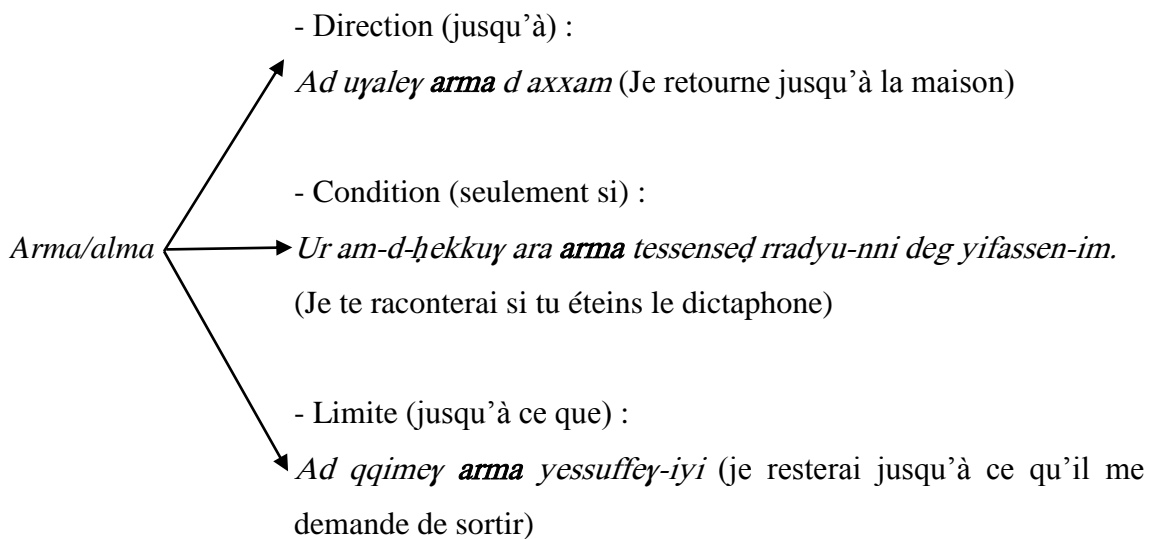 - Direction (jusqu’à) :
Ad uɣaleɣ arma d axxam (Je retourne jusqu’à la maison)
- Condition (seulement si) :
Arma/alma
Ur am-d-ḥekkuɣ ara arma tessenseḍ rradyu-nni deg yifassen-im.
(Je te raconterai si tu éteins le dictaphone)
- Limite (jusqu’à ce que) :
Ad qqimeɣ arma yessuffeɣ-iyi (je resterai jusqu’à ce qu’il me
demande de sortir)